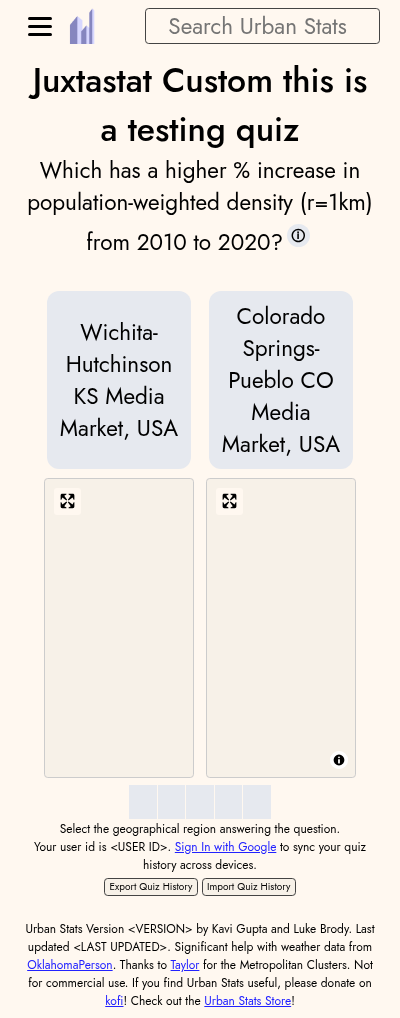 Search Urban Stats
Juxtastat Custom this is
a testing quiz
Which has a higher % increase in
population-weighted density (r=1km)
from 2010 to 2020?
Wichita-
Hutchinson
KS Media
Market, USA
Colorado
Springs-
Pueblo CO
Media
Market, USA
Select the geographical region answering the question.
Your user id is <USER ID>. Sign In with Google to sync your quiz
history across devices.
Export Quiz History Import Quiz History
Urban Stats Version <VERSION> by Kavi Gupta and Luke Brody. Last
updated <LAST UPDATED>. Significant help with weather data from
OklahomaPerson. Thanks to Taylor for the Metropolitan Clusters. Not
for commercial use. If you find Urban Stats useful, please donate on
kofi! Check out the Urban Stats Store!